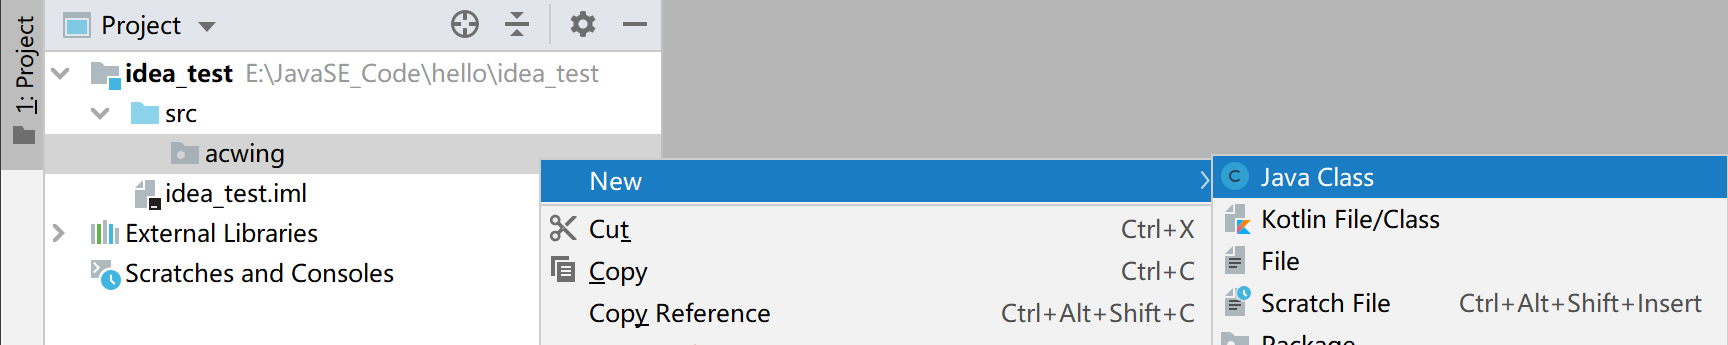 1: Project
Project
idea_test E:\JavaSE_Code\hello\idea_test
src
acwing
idea_test.iml
External Libraries
Scratches and Consoles
New
Cut Ctrl+X
Copy Ctrl+C
Copy Reference Ctrl+Alt+Shift+C
Java Class
Kotlin File/Class
File
Scratch File Ctrl+Alt+Shift+Insert
Package